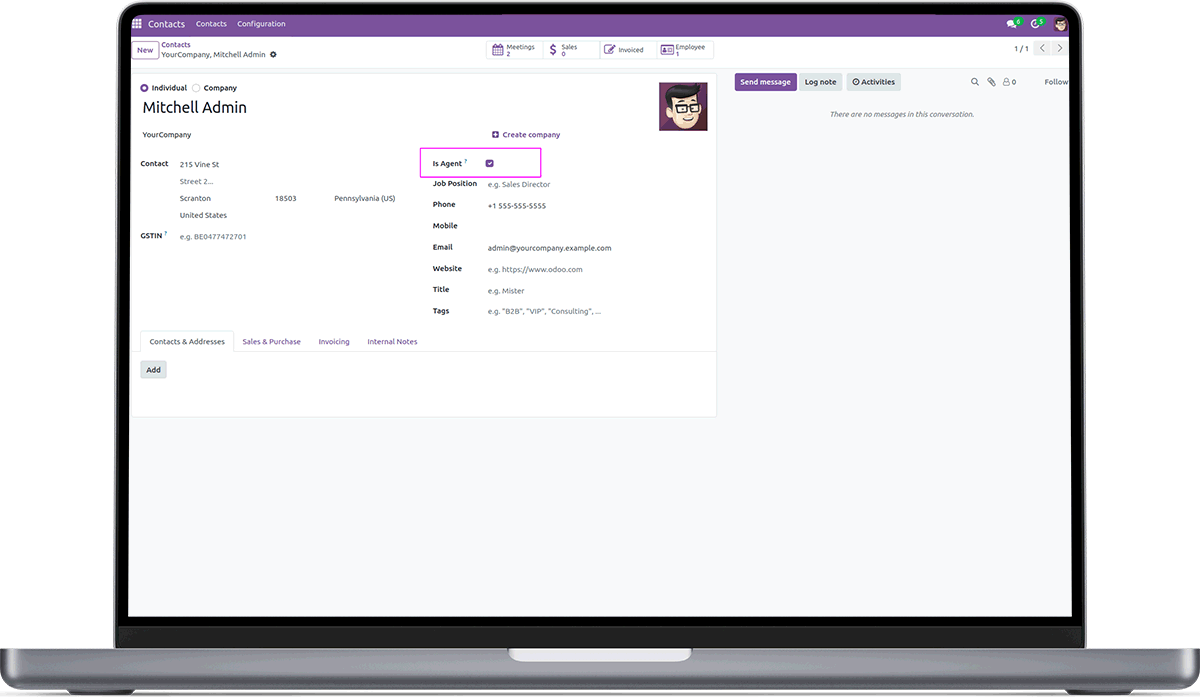 Contacts Contacts Configuration 6 5
New Contacts
YourCompany, Mitchell Admin
Meetings 2 Sales 0 Invoiced Employee 1
1 / 1
Individual Company
Mitchell Admin
YourCompany Create company
Contact 215 Vine St
Street 2...
Scranton 18503 Pennsylvania (US)
United States
GSTIN ? e.g. BE0477472701
Is Agent ?
Job Position e.g. Sales Director
Phone +1 555-555-5555
Mobile
Email admin@yourcompany.example.com
Website e.g. https://www.odoo.com
Title e.g. Mister
Tags e.g. "B2B", "VIP", "Consulting", ...
Contacts & Addresses Sales & Purchase Invoicing Internal Notes
Add
Send message Log note Activities 0 Follow
There are no messages in this conversation.